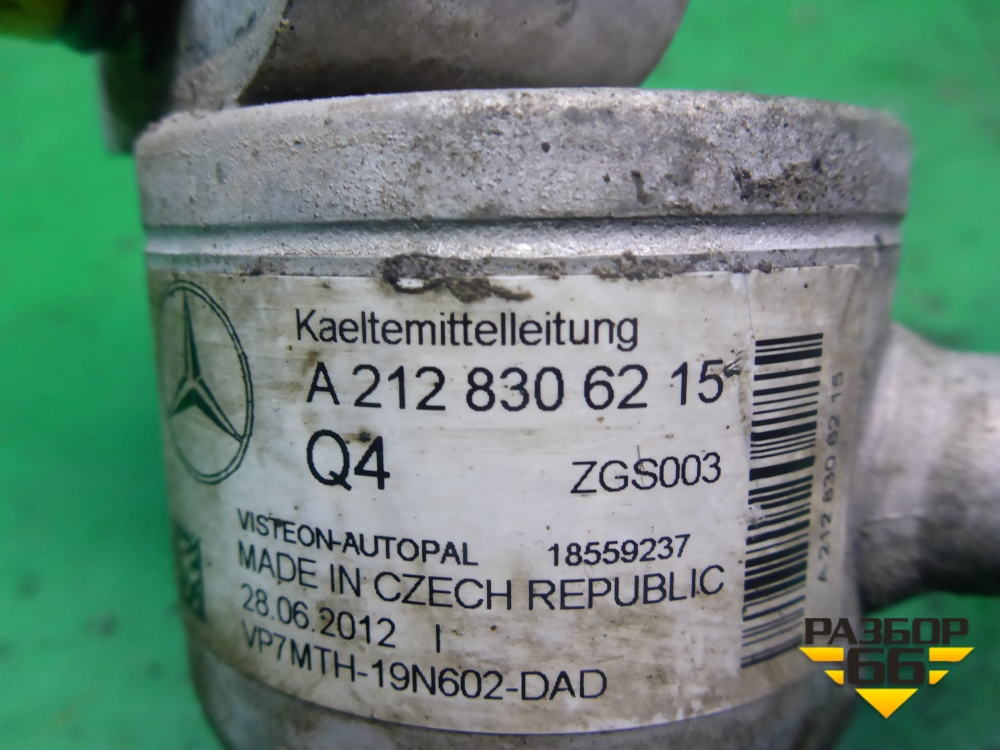 Kaeltemittelleitung
A 212 830 62 15
Q4
ZGS003
VISTEON-AUTOPAL 18559237
MADE IN CZECH REPUBLIC
28.06.2012 I
VP7MTH-19N602-DAD
A 212 830 62 15
РАЗБОР
66